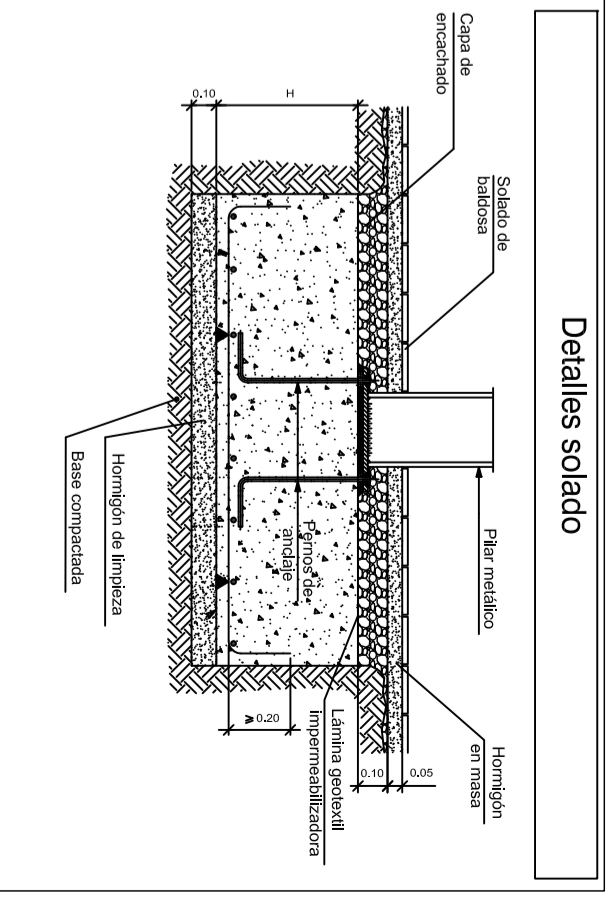 Detalles solado
Capa de
encachado
Solado de
baldosa
Pilar metálico
Hormigón
en masa
0.10
H
0.10
0.05
Pernos de
anclaje
≥ 0.20
Lámina geotextil
impermeabilizadora
Hormigón de limpieza
Base compactada